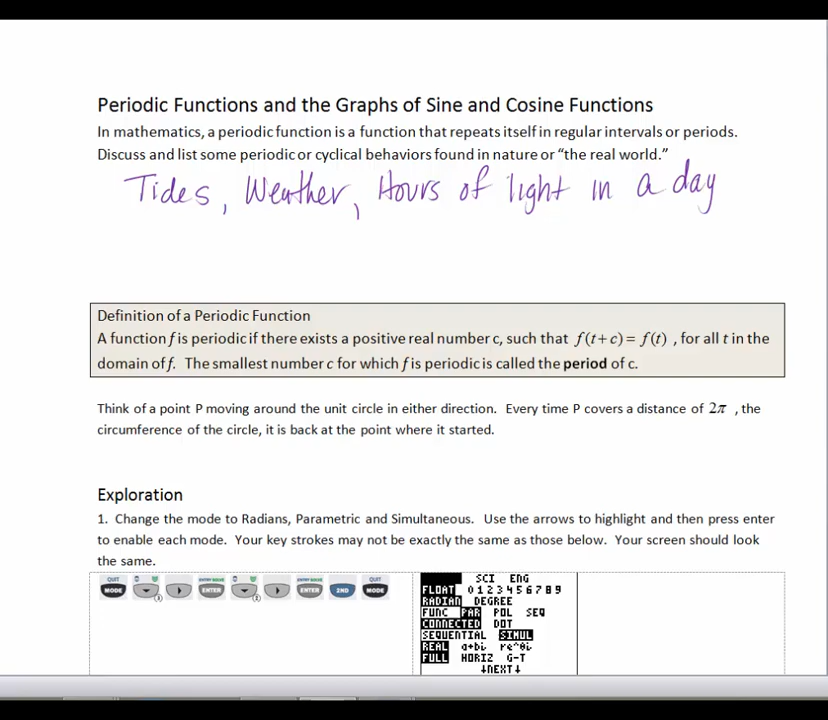 Periodic Functions and the Graphs of Sine and Cosine Functions
In mathematics, a periodic function is a function that repeats itself in regular intervals or periods.
Discuss and list some periodic or cyclical behaviors found in nature or “the real world.”
Tides, Weather, Hours of light in a day
Definition of a Periodic Function
A function f is periodic if there exists a positive real number c, such that f(t+c)= f(t) , for all t in the
domain of f. The smallest number c for which f is periodic is called the period of c.
Think of a point P moving around the unit circle in either direction. Every time P covers a distance of 2π , the
circumference of the circle, it is back at the point where it started.
Exploration
1. Change the mode to Radians, Parametric and Simultaneous. Use the arrows to highlight and then press enter
to enable each mode. Your key strokes may not be exactly the same as those below. Your screen should look
the same.
QUIT ENTRY SOLVE ENTRY SOLVE QUIT
MODE ENTER ENTER 2ND MODE
SCI ENG
FLOAT 0 1 2 3 4 5 6 7 8 9
RADIAN DEGREE
FUNC PAR POL SEQ
CONNECTED DOT
SEQUENTIAL SIMUL
REAL a+bi re^θi
FULL HORIZ G-T
↓NEXT↓